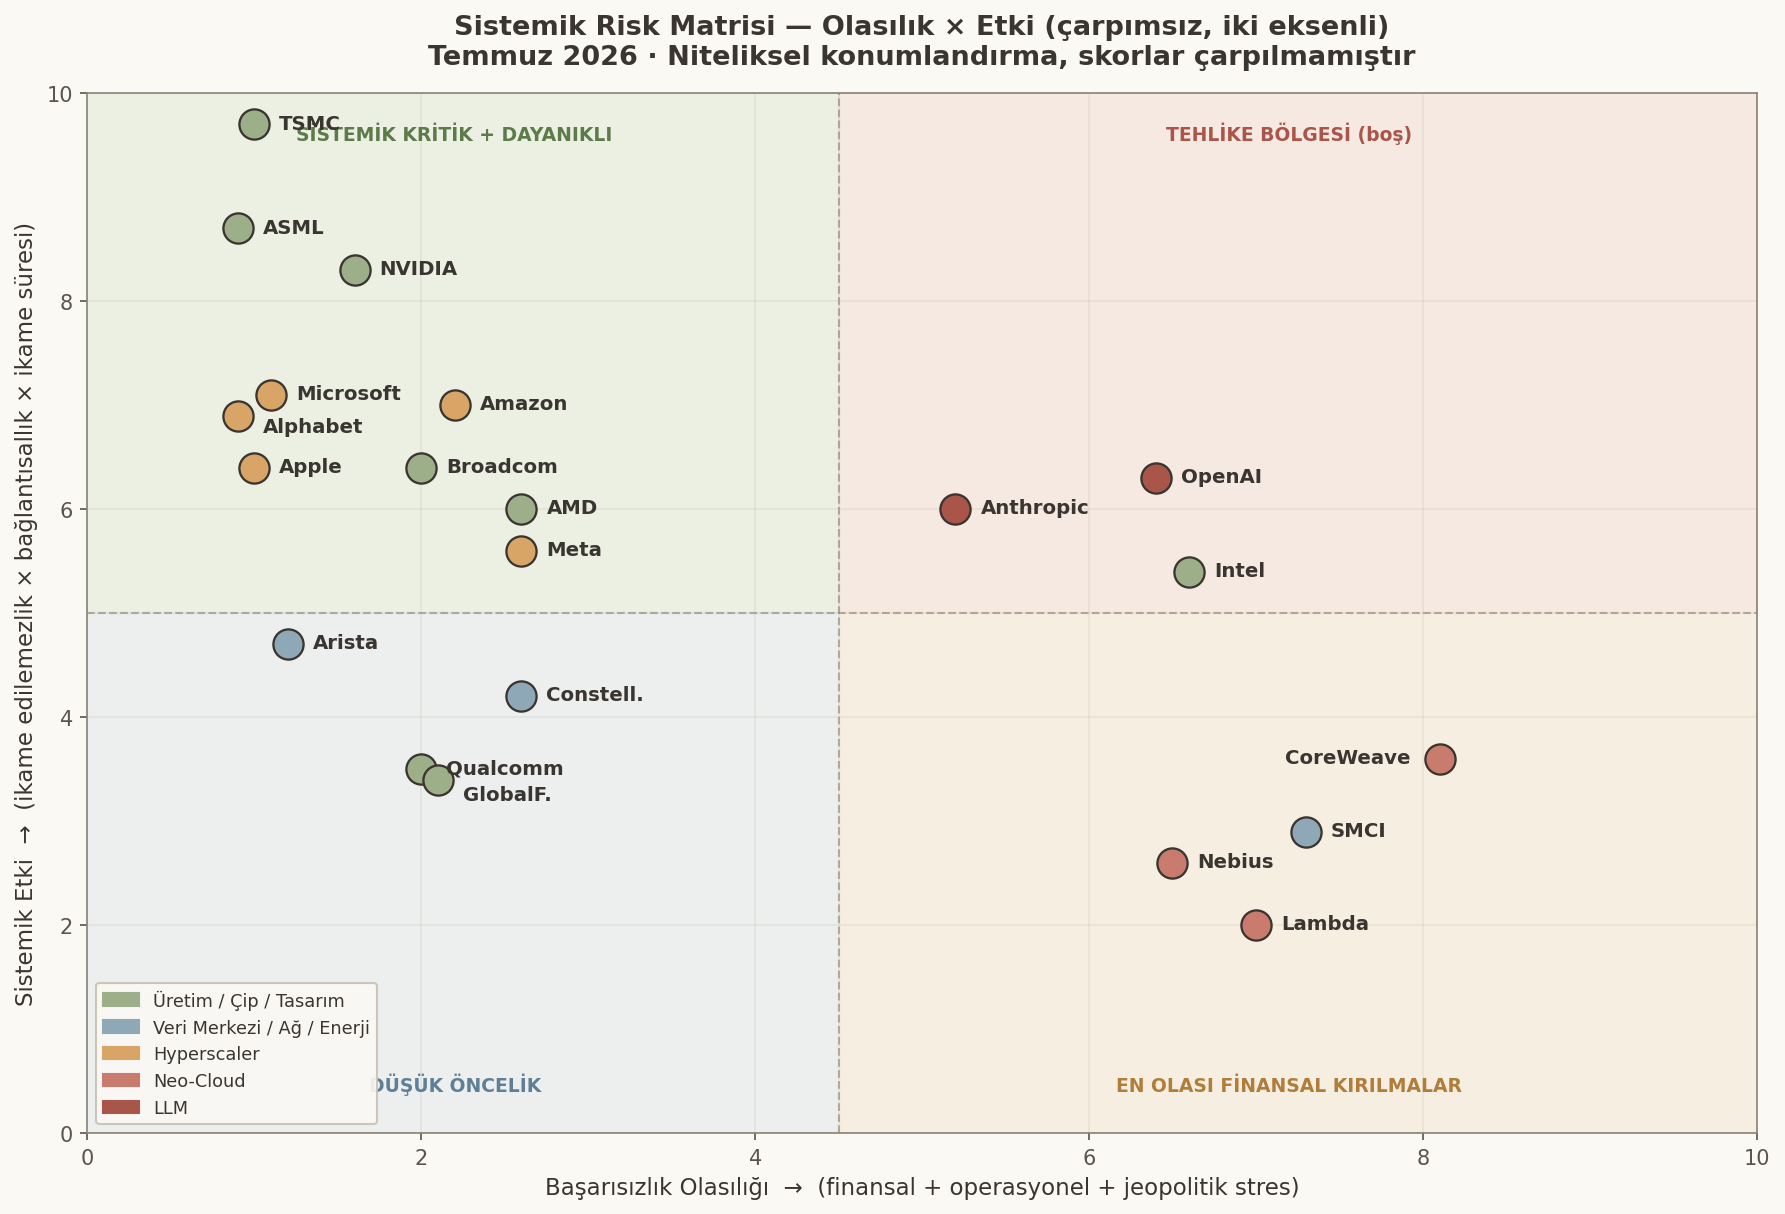 Sistemik Risk Matrisi — Olasılık × Etki (çarpımsız, iki eksenli)
Temmuz 2026 · Niteliksel konumlandırma, skorlar çarpılmamıştır
10
8
6
4
2
0
Sistemik Etki → (ikame edilemezlik × bağlantısallık × ikame süresi)
TSMC
SİSTEMİK KRİTİK + DAYANIKLI
TEHLİKE BÖLGESİ (boş)
ASML
NVIDIA
Microsoft
Amazon
Alphabet
Apple
Broadcom
OpenAI
AMD
Anthropic
Meta
Intel
Arista
Constell.
Qualcomm
GlobalF.
CoreWeave
SMCI
Nebius
Lambda
Üretim / Çip / Tasarım
Veri Merkezi / Ağ / Enerji
Hyperscaler
Neo-Cloud
LLM
DÜŞÜK ÖNCELİK
EN OLASI FİNANSAL KIRILMALAR
0 2 4 6 8 10
Başarısızlık Olasılığı → (finansal + operasyonel + jeopolitik stres)